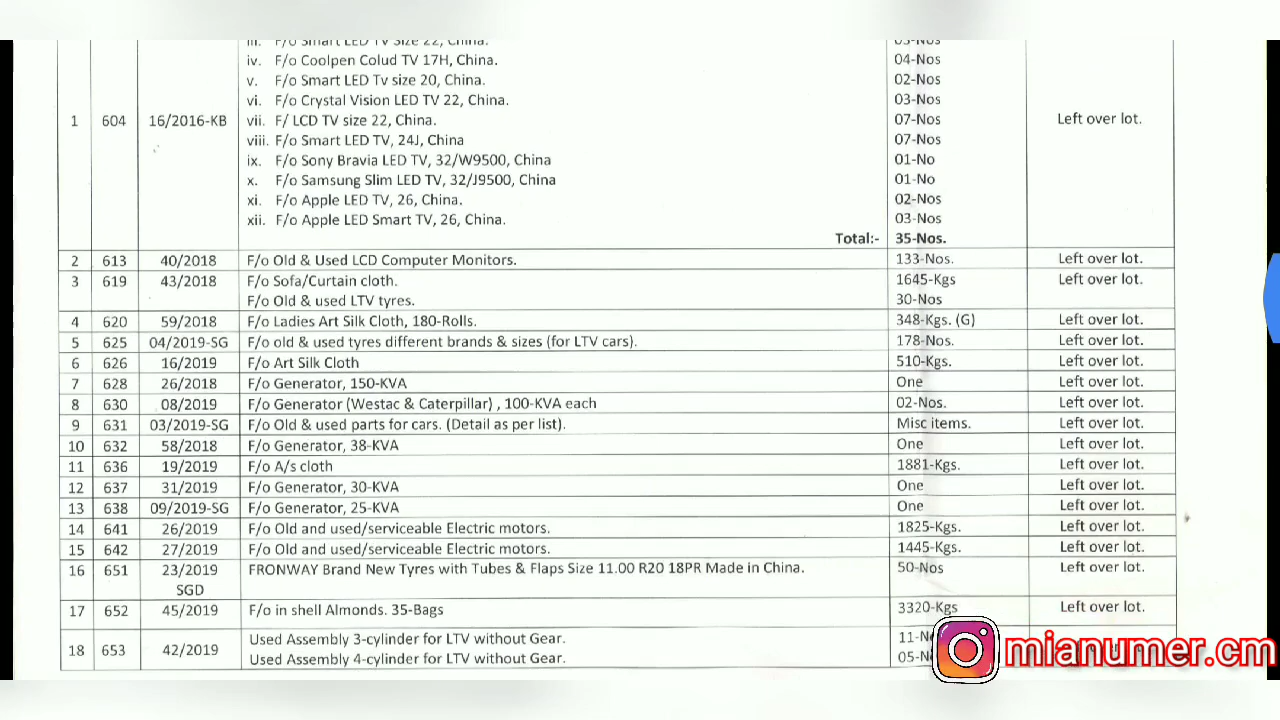 iii. F/o Smart LED TV Size 22, China. 03-Nos
iv. F/o Coolpen Colud TV 17H, China. 04-Nos
v. F/o Smart LED Tv size 20, China. 02-Nos
vi. F/o Crystal Vision LED TV 22, China. 03-Nos
1 604 16/2016-KB vii. F/ LCD TV size 22, China. 07-Nos Left over lot.
viii. F/o Smart LED TV, 24J, China 07-Nos
ix. F/o Sony Bravia LED TV, 32/W9500, China 01-No
x. F/o Samsung Slim LED TV, 32/J9500, China 01-No
xi. F/o Apple LED TV, 26, China. 02-Nos
xii. F/o Apple LED Smart TV, 26, China. 03-Nos
Total:- 35-Nos.
2 613 40/2018 F/o Old & Used LCD Computer Monitors. 133-Nos. Left over lot.
3 619 43/2018 F/o Sofa/Curtain cloth. 1645-Kgs Left over lot.
F/o Old & used LTV tyres. 30-Nos
4 620 59/2018 F/o Ladies Art Silk Cloth, 180-Rolls. 348-Kgs. (G) Left over lot.
5 625 04/2019-SG F/o old & used tyres different brands & sizes (for LTV cars). 178-Nos. Left over lot.
6 626 16/2019 F/o Art Silk Cloth 510-Kgs. Left over lot.
7 628 26/2018 F/o Generator, 150-KVA One Left over lot.
8 630 08/2019 F/o Generator (Westac & Caterpillar) , 100-KVA each 02-Nos. Left over lot.
9 631 03/2019-SG F/o Old & used parts for cars. (Detail as per list). Misc items. Left over lot.
10 632 58/2018 F/o Generator, 38-KVA One Left over lot.
11 636 19/2019 F/o A/s cloth 1881-Kgs. Left over lot.
12 637 31/2019 F/o Generator, 30-KVA One Left over lot.
13 638 09/2019-SG F/o Generator, 25-KVA One Left over lot.
14 641 26/2019 F/o Old and used/serviceable Electric motors. 1825-Kgs. Left over lot.
15 642 27/2019 F/o Old and used/serviceable Electric motors. 1445-Kgs. Left over lot.
16 651 23/2019 FRONWAY Brand New Tyres with Tubes & Flaps Size 11.00 R20 18PR Made in China. 50-Nos Left over lot.
SGD
17 652 45/2019 F/o in shell Almonds. 35-Bags 3320-Kgs Left over lot.
Used Assembly 3-cylinder for LTV without Gear. 11-
18 653 42/2019
Used Assembly 4-cylinder for LTV without Gear. 05-
mianumer.cm